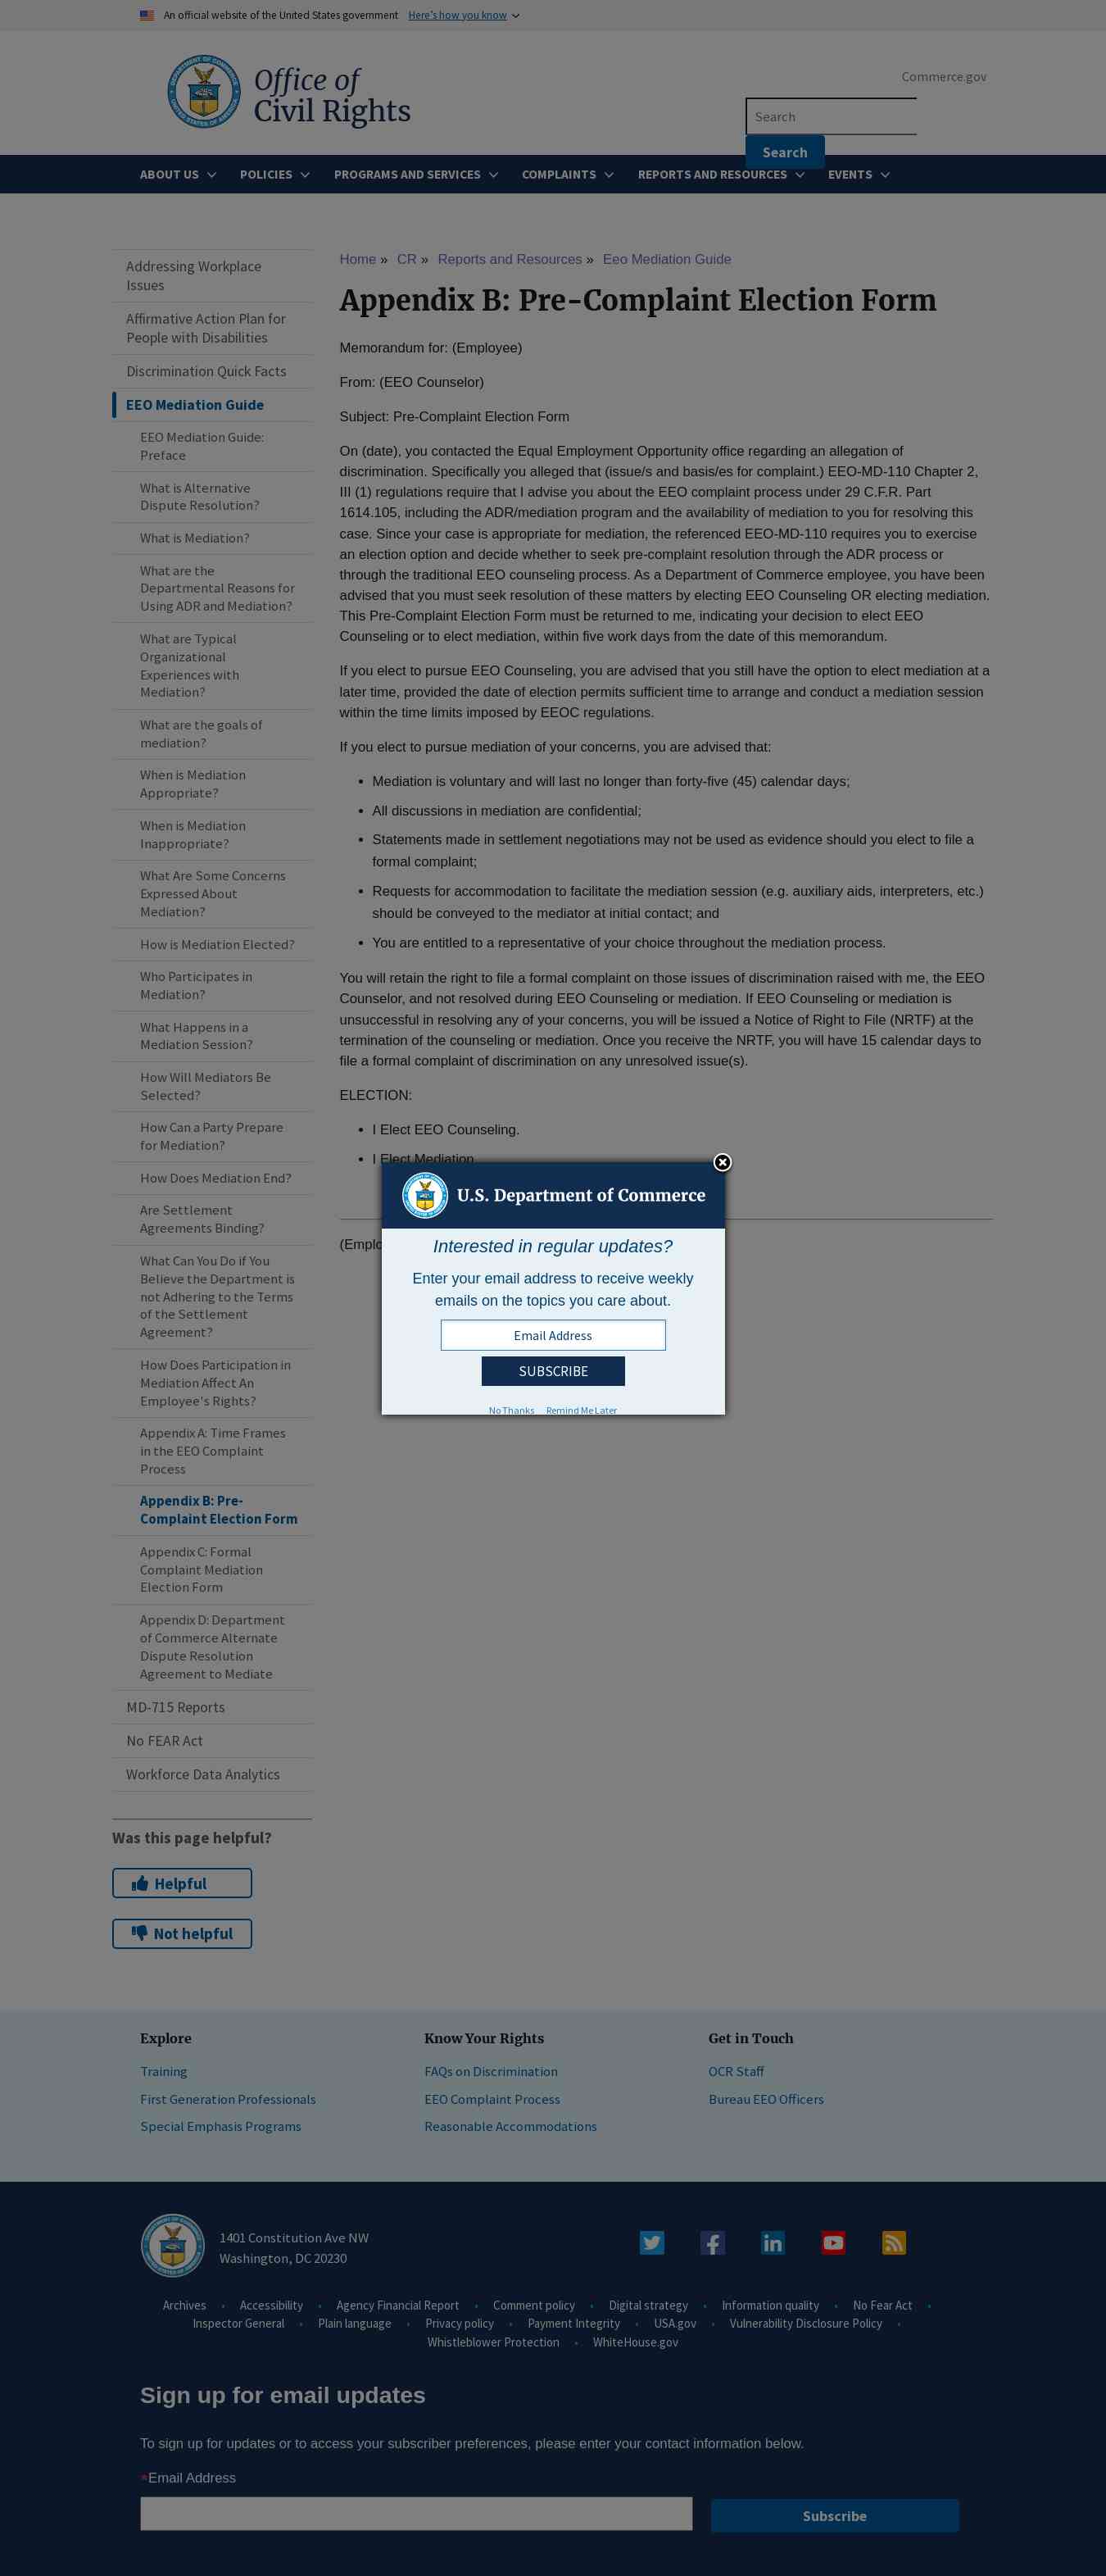 An official website of the United States government Here's how you know
Office of
Civil Rights
Commerce.gov
Search
Search
ABOUT US POLICIES PROGRAMS AND SERVICES COMPLAINTS REPORTS AND RESOURCES EVENTS
Addressing Workplace
Issues
Affirmative Action Plan for
People with Disabilities
Discrimination Quick Facts
EEO Mediation Guide
EEO Mediation Guide:
Preface
What is Alternative
Dispute Resolution?
What is Mediation?
What are the
Departmental Reasons for
Using ADR and Mediation?
What are Typical
Organizational
Experiences with
Mediation?
What are the goals of
mediation?
When is Mediation
Appropriate?
When is Mediation
Inappropriate?
What Are Some Concerns
Expressed About
Mediation?
How is Mediation Elected?
Who Participates in
Mediation?
What Happens in a
Mediation Session?
How Will Mediators Be
Selected?
How Can a Party Prepare
for Mediation?
How Does Mediation End?
Are Settlement
Agreements Binding?
What Can You Do if You
Believe the Department is
not Adhering to the Terms
of the Settlement
Agreement?
How Does Participation in
Mediation Affect An
Employee's Rights?
Appendix A: Time Frames
in the EEO Complaint
Process
Appendix B: Pre-
Complaint Election Form
Appendix C: Formal
Complaint Mediation
Election Form
Appendix D: Department
of Commerce Alternate
Dispute Resolution
Agreement to Mediate
MD-715 Reports
No FEAR Act
Workforce Data Analytics
Was this page helpful?
Helpful
Not helpful
Home » CR » Reports and Resources » Eeo Mediation Guide
Appendix B: Pre-Complaint Election Form
Memorandum for: (Employee)
From: (EEO Counselor)
Subject: Pre-Complaint Election Form
On (date), you contacted the Equal Employment Opportunity office regarding an allegation of
discrimination. Specifically you alleged that (issue/s and basis/es for complaint.) EEO-MD-110 Chapter 2,
III (1) regulations require that I advise you about the EEO complaint process under 29 C.F.R. Part
1614.105, including the ADR/mediation program and the availability of mediation to you for resolving this
case. Since your case is appropriate for mediation, the referenced EEO-MD-110 requires you to exercise
an election option and decide whether to seek pre-complaint resolution through the ADR process or
through the traditional EEO counseling process. As a Department of Commerce employee, you have been
advised that you must seek resolution of these matters by electing EEO Counseling OR electing mediation.
This Pre-Complaint Election Form must be returned to me, indicating your decision to elect EEO
Counseling or to elect mediation, within five work days from the date of this memorandum.
If you elect to pursue EEO Counseling, you are advised that you still have the option to elect mediation at a
later time, provided the date of election permits sufficient time to arrange and conduct a mediation session
within the time limits imposed by EEOC regulations.
If you elect to pursue mediation of your concerns, you are advised that:
• Mediation is voluntary and will last no longer than forty-five (45) calendar days;
• All discussions in mediation are confidential;
• Statements made in settlement negotiations may not be used as evidence should you elect to file a
formal complaint;
• Requests for accommodation to facilitate the mediation session (e.g. auxiliary aids, interpreters, etc.)
should be conveyed to the mediator at initial contact; and
• You are entitled to a representative of your choice throughout the mediation process.
You will retain the right to file a formal complaint on those issues of discrimination raised with me, the EEO
Counselor, and not resolved during EEO Counseling or mediation. If EEO Counseling or mediation is
unsuccessful in resolving any of your concerns, you will be issued a Notice of Right to File (NRTF) at the
termination of the counseling or mediation. Once you receive the NRTF, you will have 15 calendar days to
file a formal complaint of discrimination on any unresolved issue(s).
ELECTION:
• I Elect EEO Counseling.
• I Elect Mediation.
(Emplo
U.S. Department of Commerce
Interested in regular updates?
Enter your email address to receive weekly
emails on the topics you care about.
Email Address
SUBSCRIBE
No Thanks Remind Me Later
Explore
Training
First Generation Professionals
Special Emphasis Programs
Know Your Rights
FAQs on Discrimination
EEO Complaint Process
Reasonable Accommodations
Get in Touch
OCR Staff
Bureau EEO Officers
1401 Constitution Ave NW
Washington, DC 20230
Archives • Accessibility • Agency Financial Report • Comment policy • Digital strategy • Information quality • No Fear Act •
Inspector General • Plain language • Privacy policy • Payment Integrity • USA.gov • Vulnerability Disclosure Policy •
Whistleblower Protection • WhiteHouse.gov
Sign up for email updates
To sign up for updates or to access your subscriber preferences, please enter your contact information below.
*Email Address
Subscribe